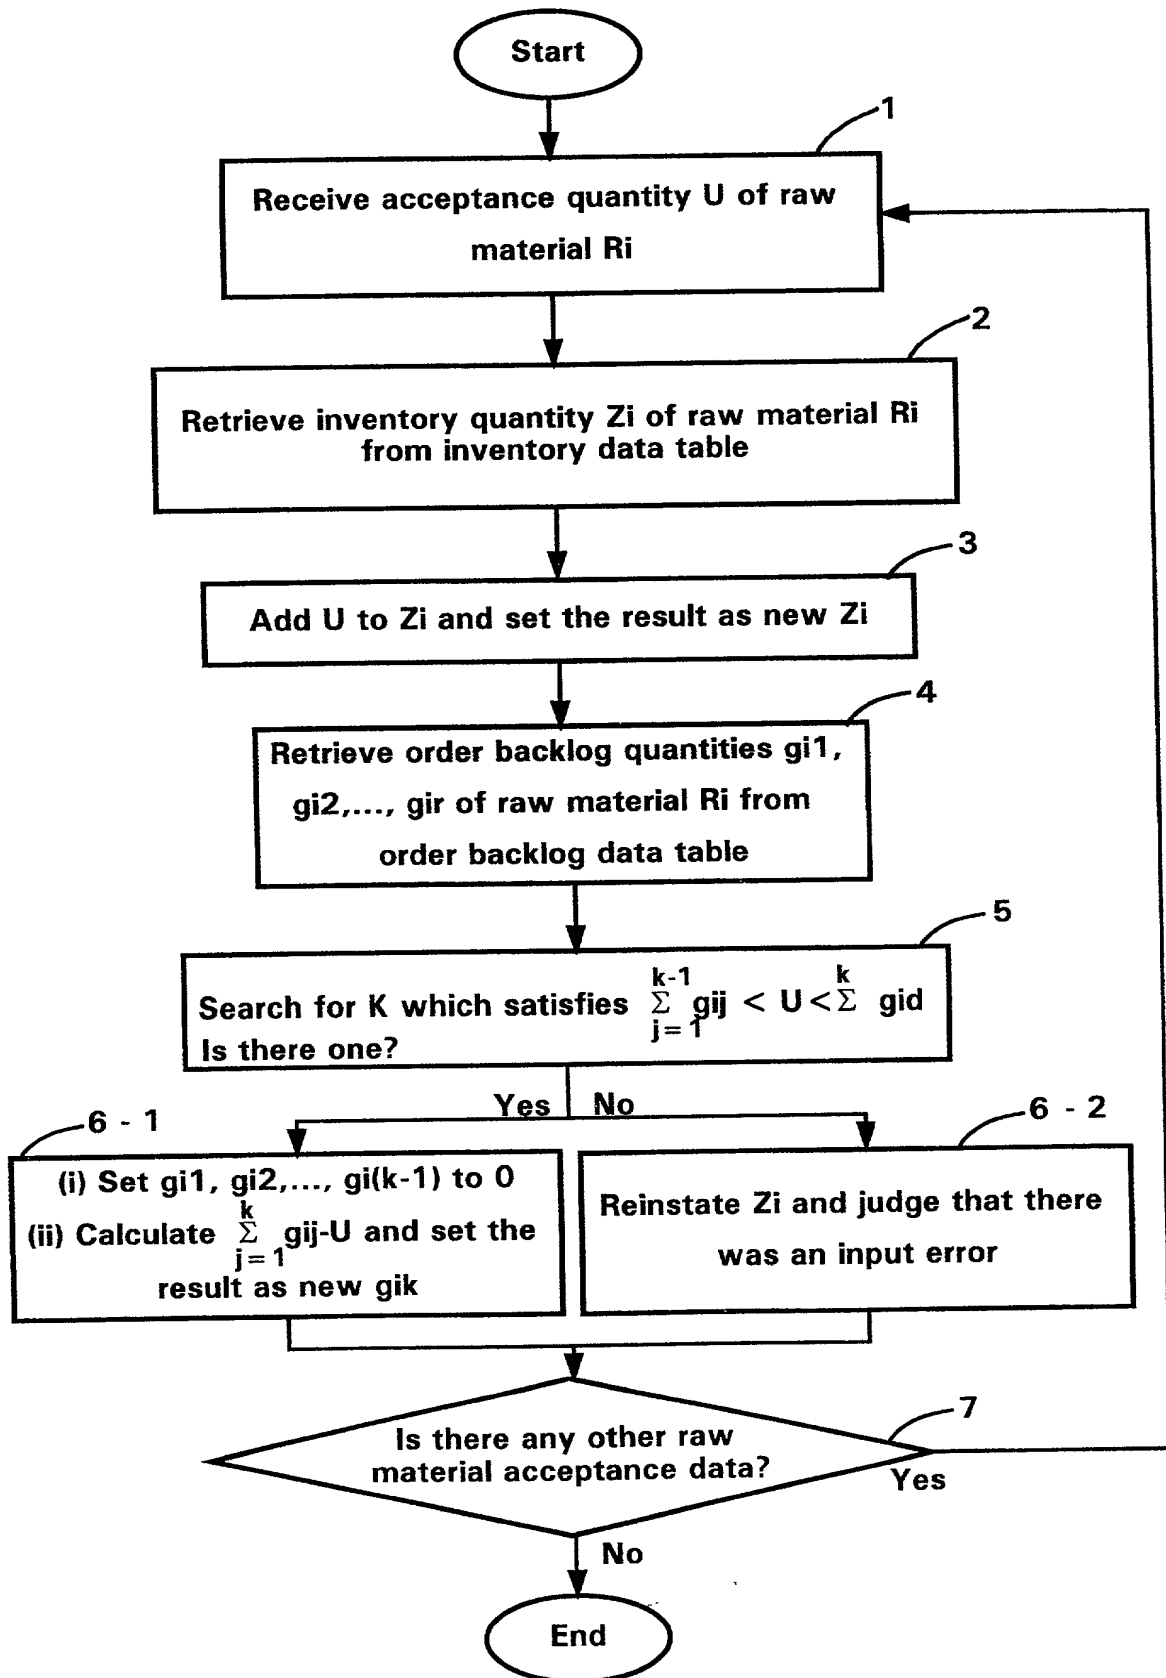 Start
1
Receive acceptance quantity U of raw
material Ri
2
Retrieve inventory quantity Zi of raw material Ri
from inventory data table
3
Add U to Zi and set the result as new Zi
4
Retrieve order backlog quantities gi1,
gi2,..., gir of raw material Ri from
order backlog data table
5
k-1 k
Search for K which satisfies Σ gij < U < Σ gid
j = 1
Is there one?
Yes No
6 - 1
(i) Set gi1, gi2,..., gi(k-1) to 0
k
(ii) Calculate Σ gij-U and set the
j = 1
result as new gik
6 - 2
Reinstate Zi and judge that there
was an input error
7
Is there any other raw
material acceptance data?
Yes
No
End